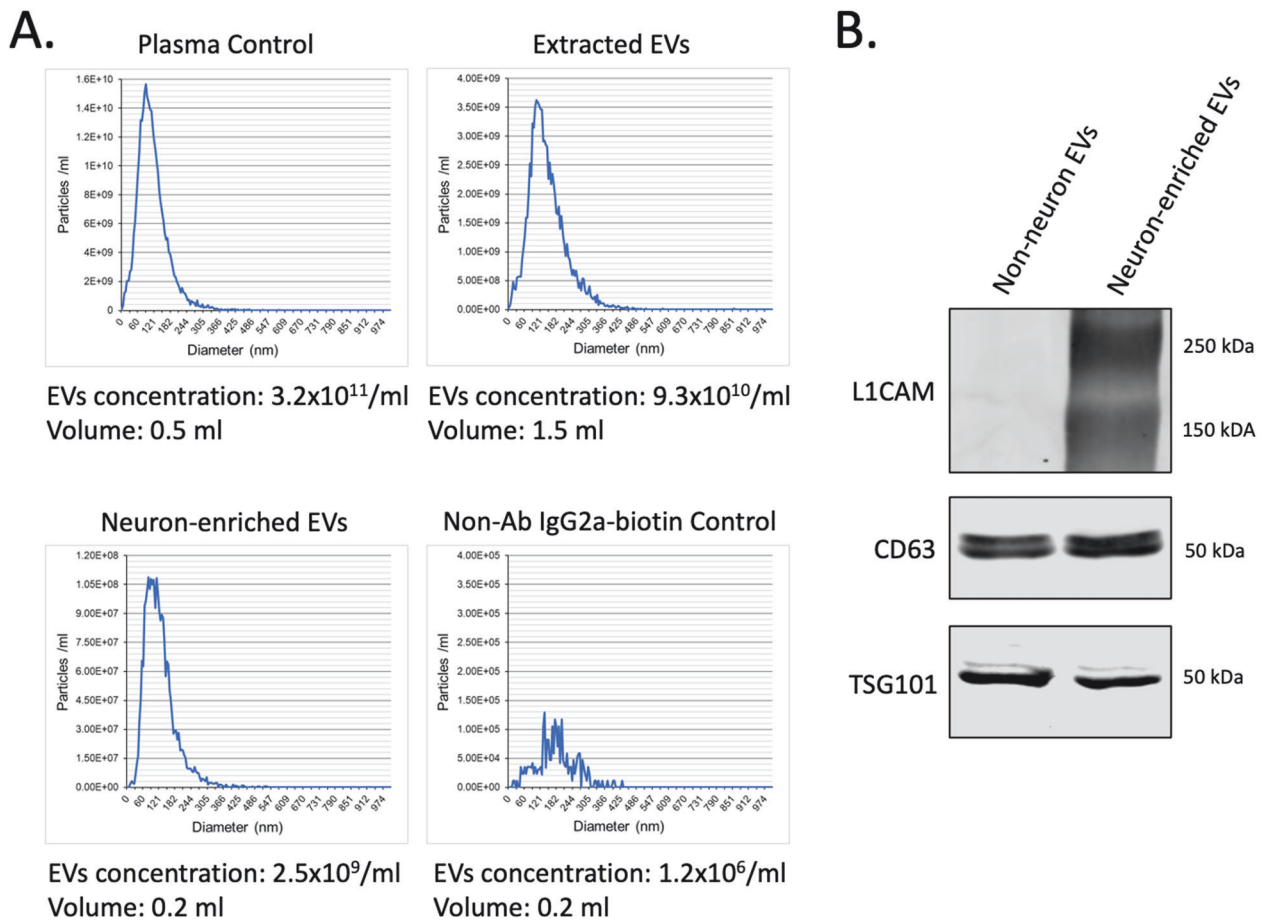 A.
Plasma Control
Particles /ml
1.6E+10
1.4E+10
1.2E+10
1E+10
8E+09
6E+09
4E+09
2E+09
0
0 60 121 182 244 305 366 425 486 547 609 670 731 790 851 912 974
Diameter (nm)
EVs concentration: 3.2x10¹¹/ml
Volume: 0.5 ml
Extracted EVs
Particles /ml
4.00E+09
3.50E+09
3.00E+09
2.50E+09
2.00E+09
1.50E+09
1.00E+09
5.00E+08
0.00E+00
0 60 121 182 244 305 366 425 486 547 609 670 731 790 851 912 974
Diameter (nm)
EVs concentration: 9.3x10¹⁰/ml
Volume: 1.5 ml
Neuron-enriched EVs
Particles /ml
1.20E+08
1.05E+08
9.00E+07
7.50E+07
6.00E+07
4.50E+07
3.00E+07
1.50E+07
0.00E+00
0 60 121 182 244 305 366 425 486 547 609 670 731 790 851 912 974
Diameter (nm)
EVs concentration: 2.5x10⁹/ml
Volume: 0.2 ml
Non-Ab IgG2a-biotin Control
Particles /ml
4.00E+05
3.50E+05
3.00E+05
2.50E+05
2.00E+05
1.50E+05
1.00E+05
5.00E+04
0.00E+00
0 60 121 182 244 305 366 425 486 547 609 670 731 790 851 912 974
Diameter (nm)
EVs concentration: 1.2x10⁶/ml
Volume: 0.2 ml
B.
Non-neuron EVs
Neuron-enriched EVs
L1CAM
250 kDa
150 kDA
CD63
50 kDa
TSG101
50 kDa